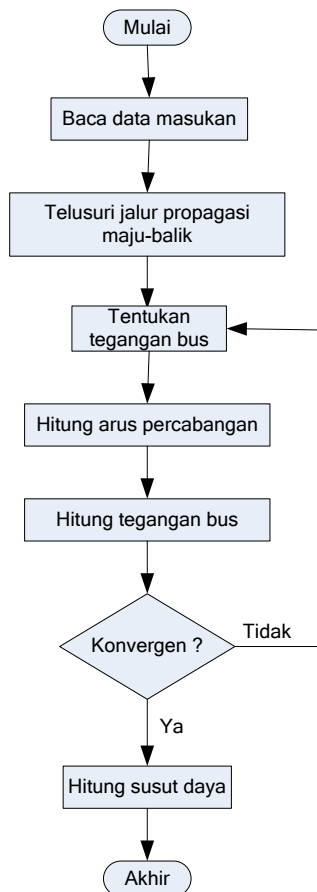 Mulai
Baca data masukan
Telusuri jalur propagasi
maju-balik
Tentukan
tegangan bus
Hitung arus percabangan
Hitung tegangan bus
Konvergen ?
Tidak
Ya
Hitung susut daya
Akhir